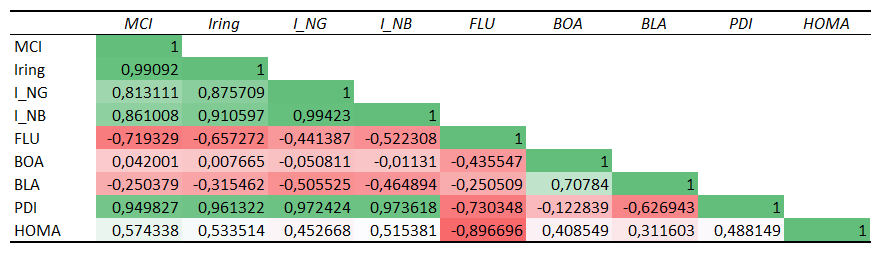 MCI Iring I_NG I_NB FLU BOA BLA PDI HOMA
MCI 1
Iring 0,99092 1
I_NG 0,813111 0,875709 1
I_NB 0,861008 0,910597 0,99423 1
FLU -0,719329 -0,657272 -0,441387 -0,522308 1
BOA 0,042001 0,007665 -0,050811 -0,01131 -0,435547 1
BLA -0,250379 -0,315462 -0,505525 -0,464894 -0,250509 0,70784 1
PDI 0,949827 0,961322 0,972424 0,973618 -0,730348 -0,122839 -0,626943 1
HOMA 0,574338 0,533514 0,452668 0,515381 -0,896696 0,408549 0,311603 0,488149 1